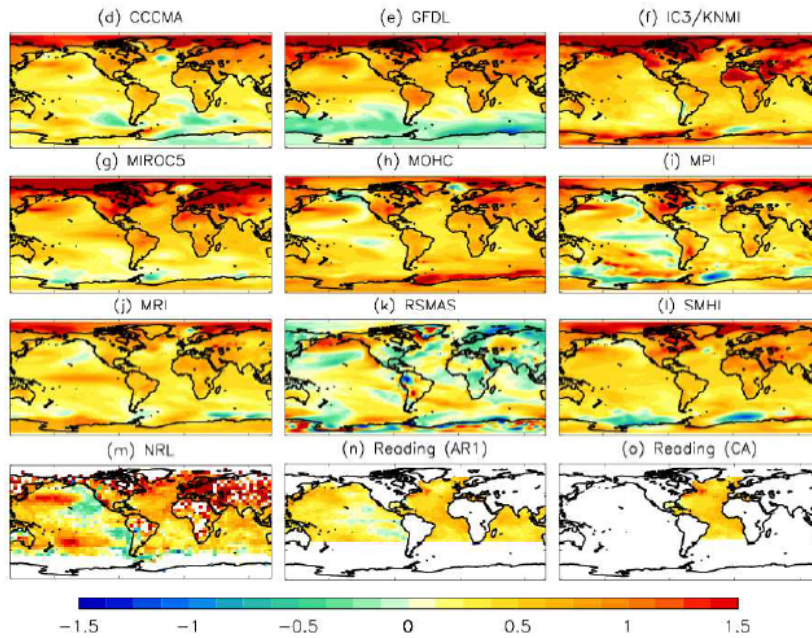 (d) CCCMA (e) GFDL (f) IC3/KNMI
(g) MIROC5 (h) MOHC (i) MPI
(j) MRI (k) RSMAS (l) SMHI
(m) NRL (n) Reading (AR1) (o) Reading (CA)
-1.5 -1 -0.5 0 0.5 1 1.5